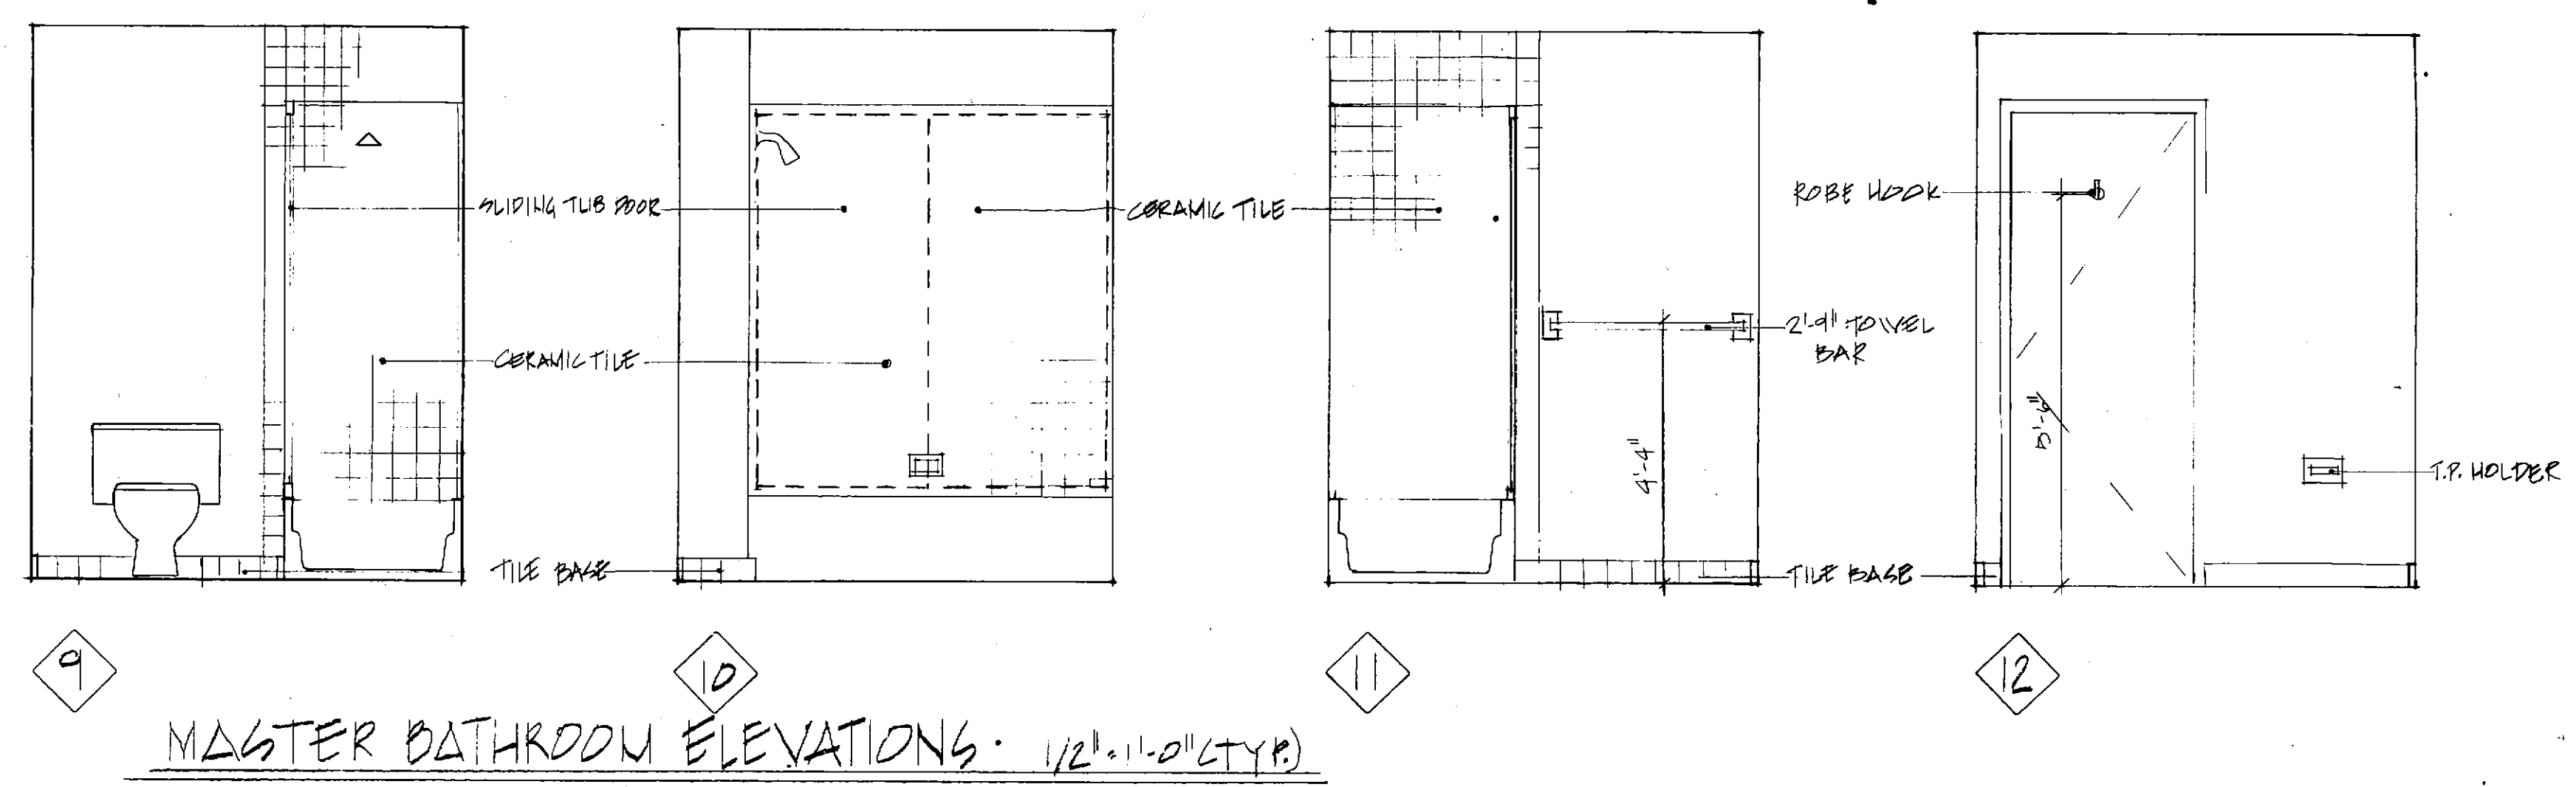 SLIDING TUB DOOR
CERAMIC TILE
TILE BASE
CERAMIC TILE
2'-9" TOWEL
BAR
4'-4"
TILE BASE
ROBE HOOK
5'-6"
T.P. HOLDER
9
10
11
12
MASTER BATHROOM ELEVATIONS. 1/2"=1'-0" (TYP.)